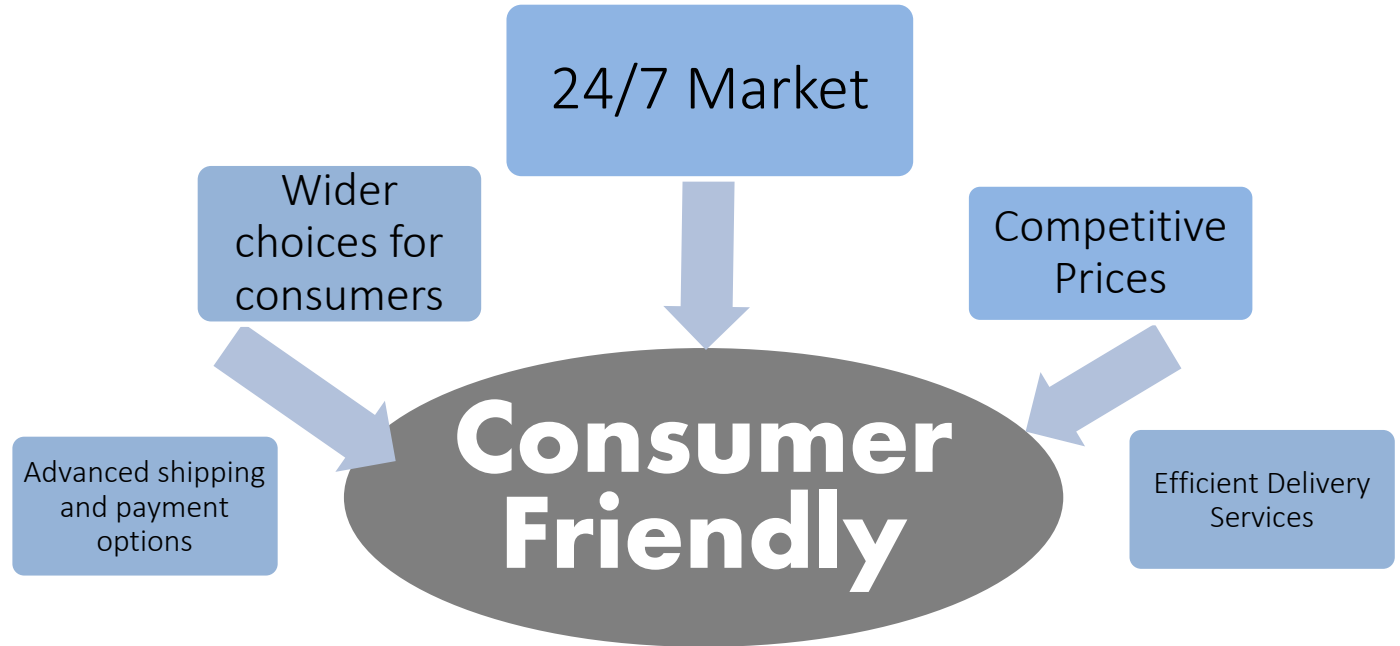 24/7 Market
Wider
choices for
consumers
Competitive
Prices
Consumer
Friendly
Advanced shipping
and payment
options
Efficient Delivery
Services